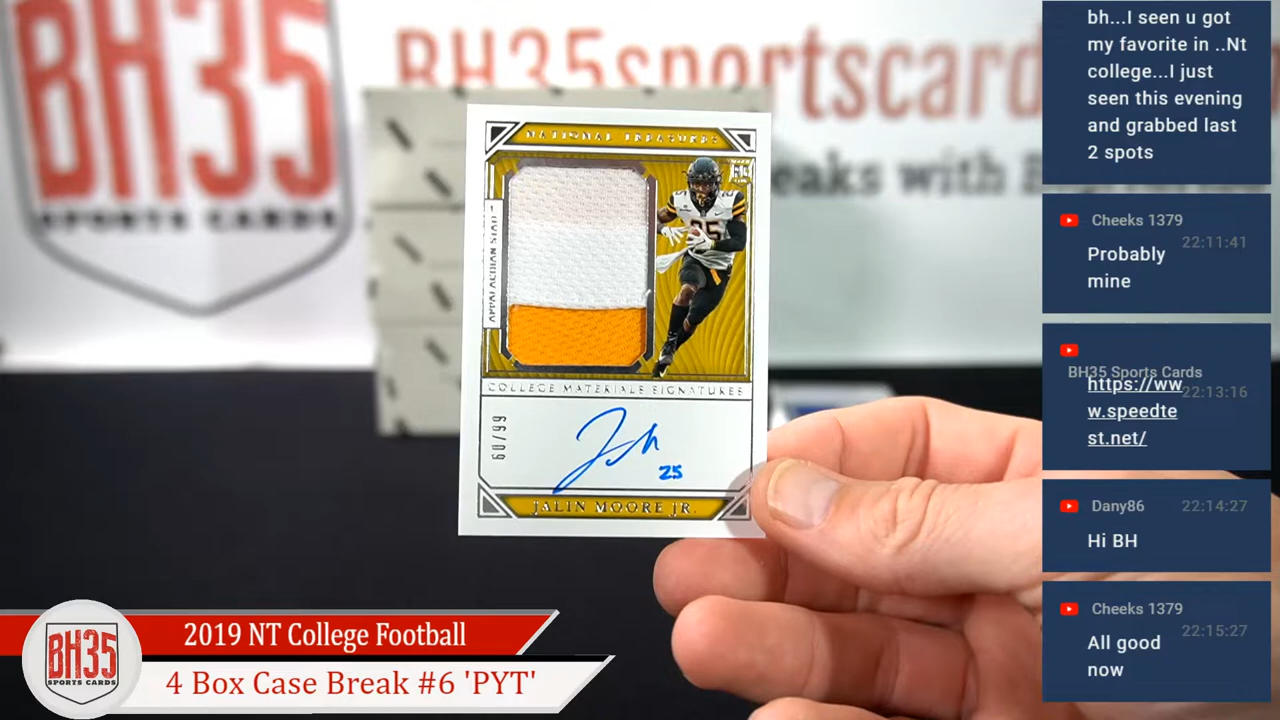 BH35
SPORTS CARDS
BH35sportscard
eaks with
NATIONAL TREASURES
RC
APPALACHIAN STATE
25
COLLEGE MATERIALS SIGNATURES
60/99
25
JALIN MOORE JR.
BH35
SPORTS CARDS
2019 NT College Football
4 Box Case Break #6 'PYT'
bh...I seen u got
my favorite in ..Nt
college...I just
seen this evening
and grabbed last
2 spots
Cheeks 1379
22:11:41
Probably
mine
BH35 Sports Cards
22:13:16
https://ww
w.speedte
st.net/
Dany86
22:14:27
Hi BH
Cheeks 1379
22:15:27
All good
now